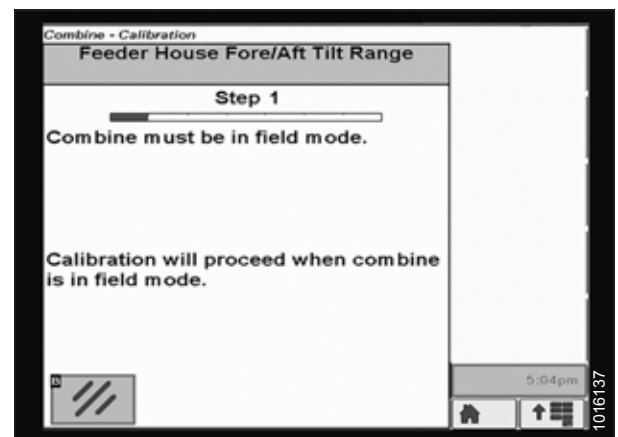 Combine - Calibration
Feeder House Fore/Aft Tilt Range
Step 1
Combine must be in field mode.
Calibration will proceed when combine
is in field mode.
5:04pm
1016137